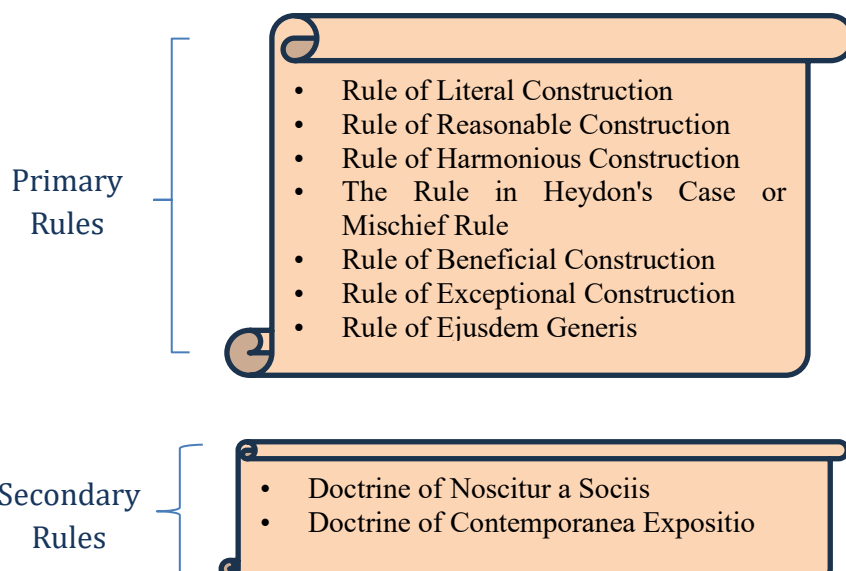 Primary
Rules
• Rule of Literal Construction
• Rule of Reasonable Construction
• Rule of Harmonious Construction
• The Rule in Heydon's Case or
Mischief Rule
• Rule of Beneficial Construction
• Rule of Exceptional Construction
• Rule of Ejusdem Generis
Secondary
Rules
• Doctrine of Noscitur a Sociis
• Doctrine of Contemporanea Expositio